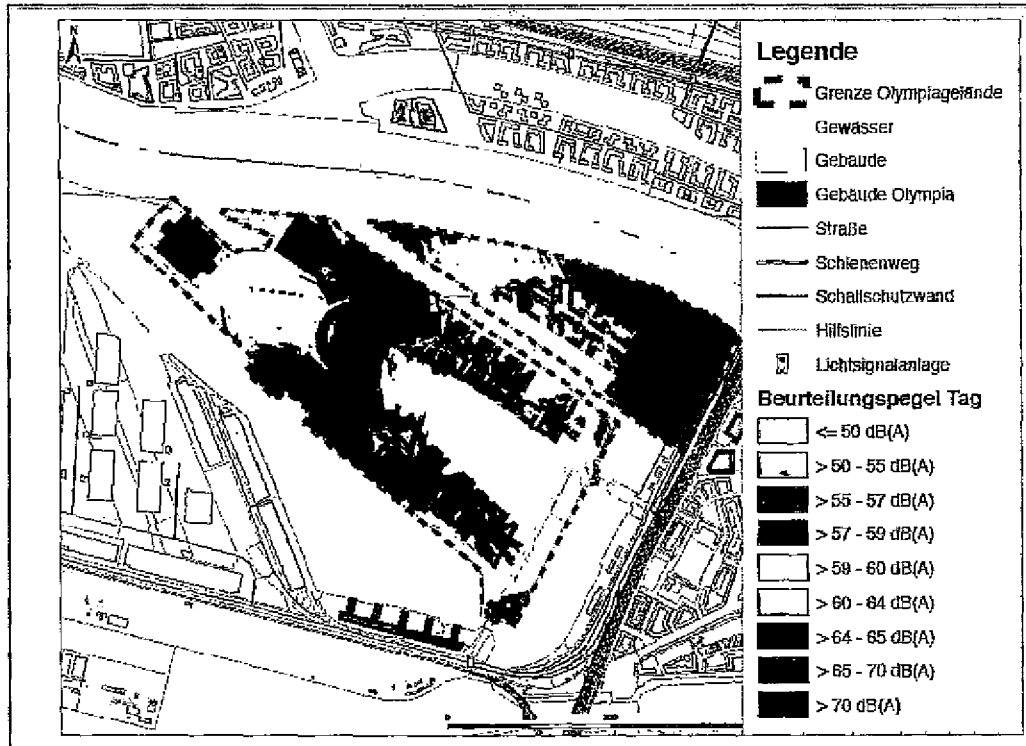 N
Legende
Grenze Olympiagelände
Gewässer
Gebäude
Gebäude Olympia
Straße
Schienenweg
Schallschutzwand
Hilfslinie
Lichtsignalanlage
Beurteilungspegel Tag
<= 50 dB(A)
> 50 - 55 dB(A)
> 55 - 57 dB(A)
> 57 - 59 dB(A)
> 59 - 60 dB(A)
> 60 - 64 dB(A)
> 64 - 65 dB(A)
> 65 - 70 dB(A)
> 70 dB(A)
0